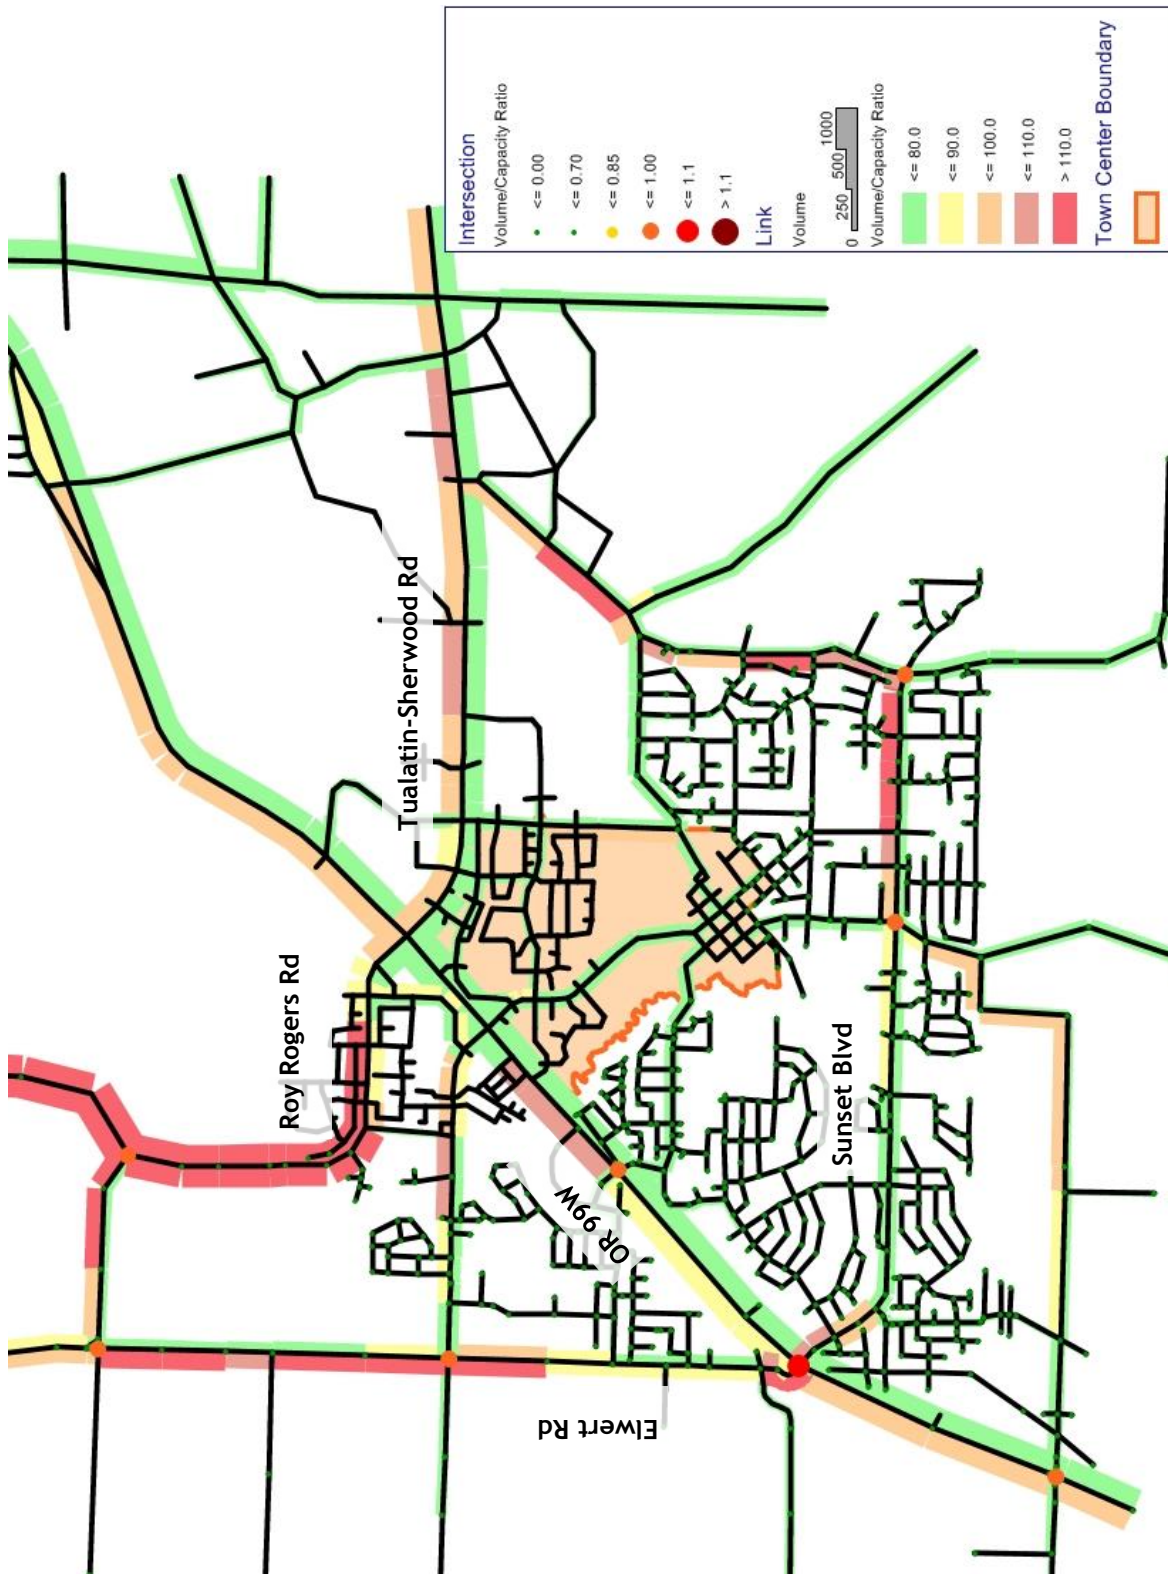 Intersection
Volume/Capacity Ratio
<= 0.00
<= 0.70
<= 0.85
<= 1.00
<= 1.1
> 1.1
Link
Volume
0 250 500 1000
Volume/Capacity Ratio
<= 80.0
<= 90.0
<= 100.0
<= 110.0
> 110.0
Town Center Boundary
Tualatin-Sherwood Rd
Roy Rogers Rd
OR 99W
Sunset Blvd
Elwert Rd